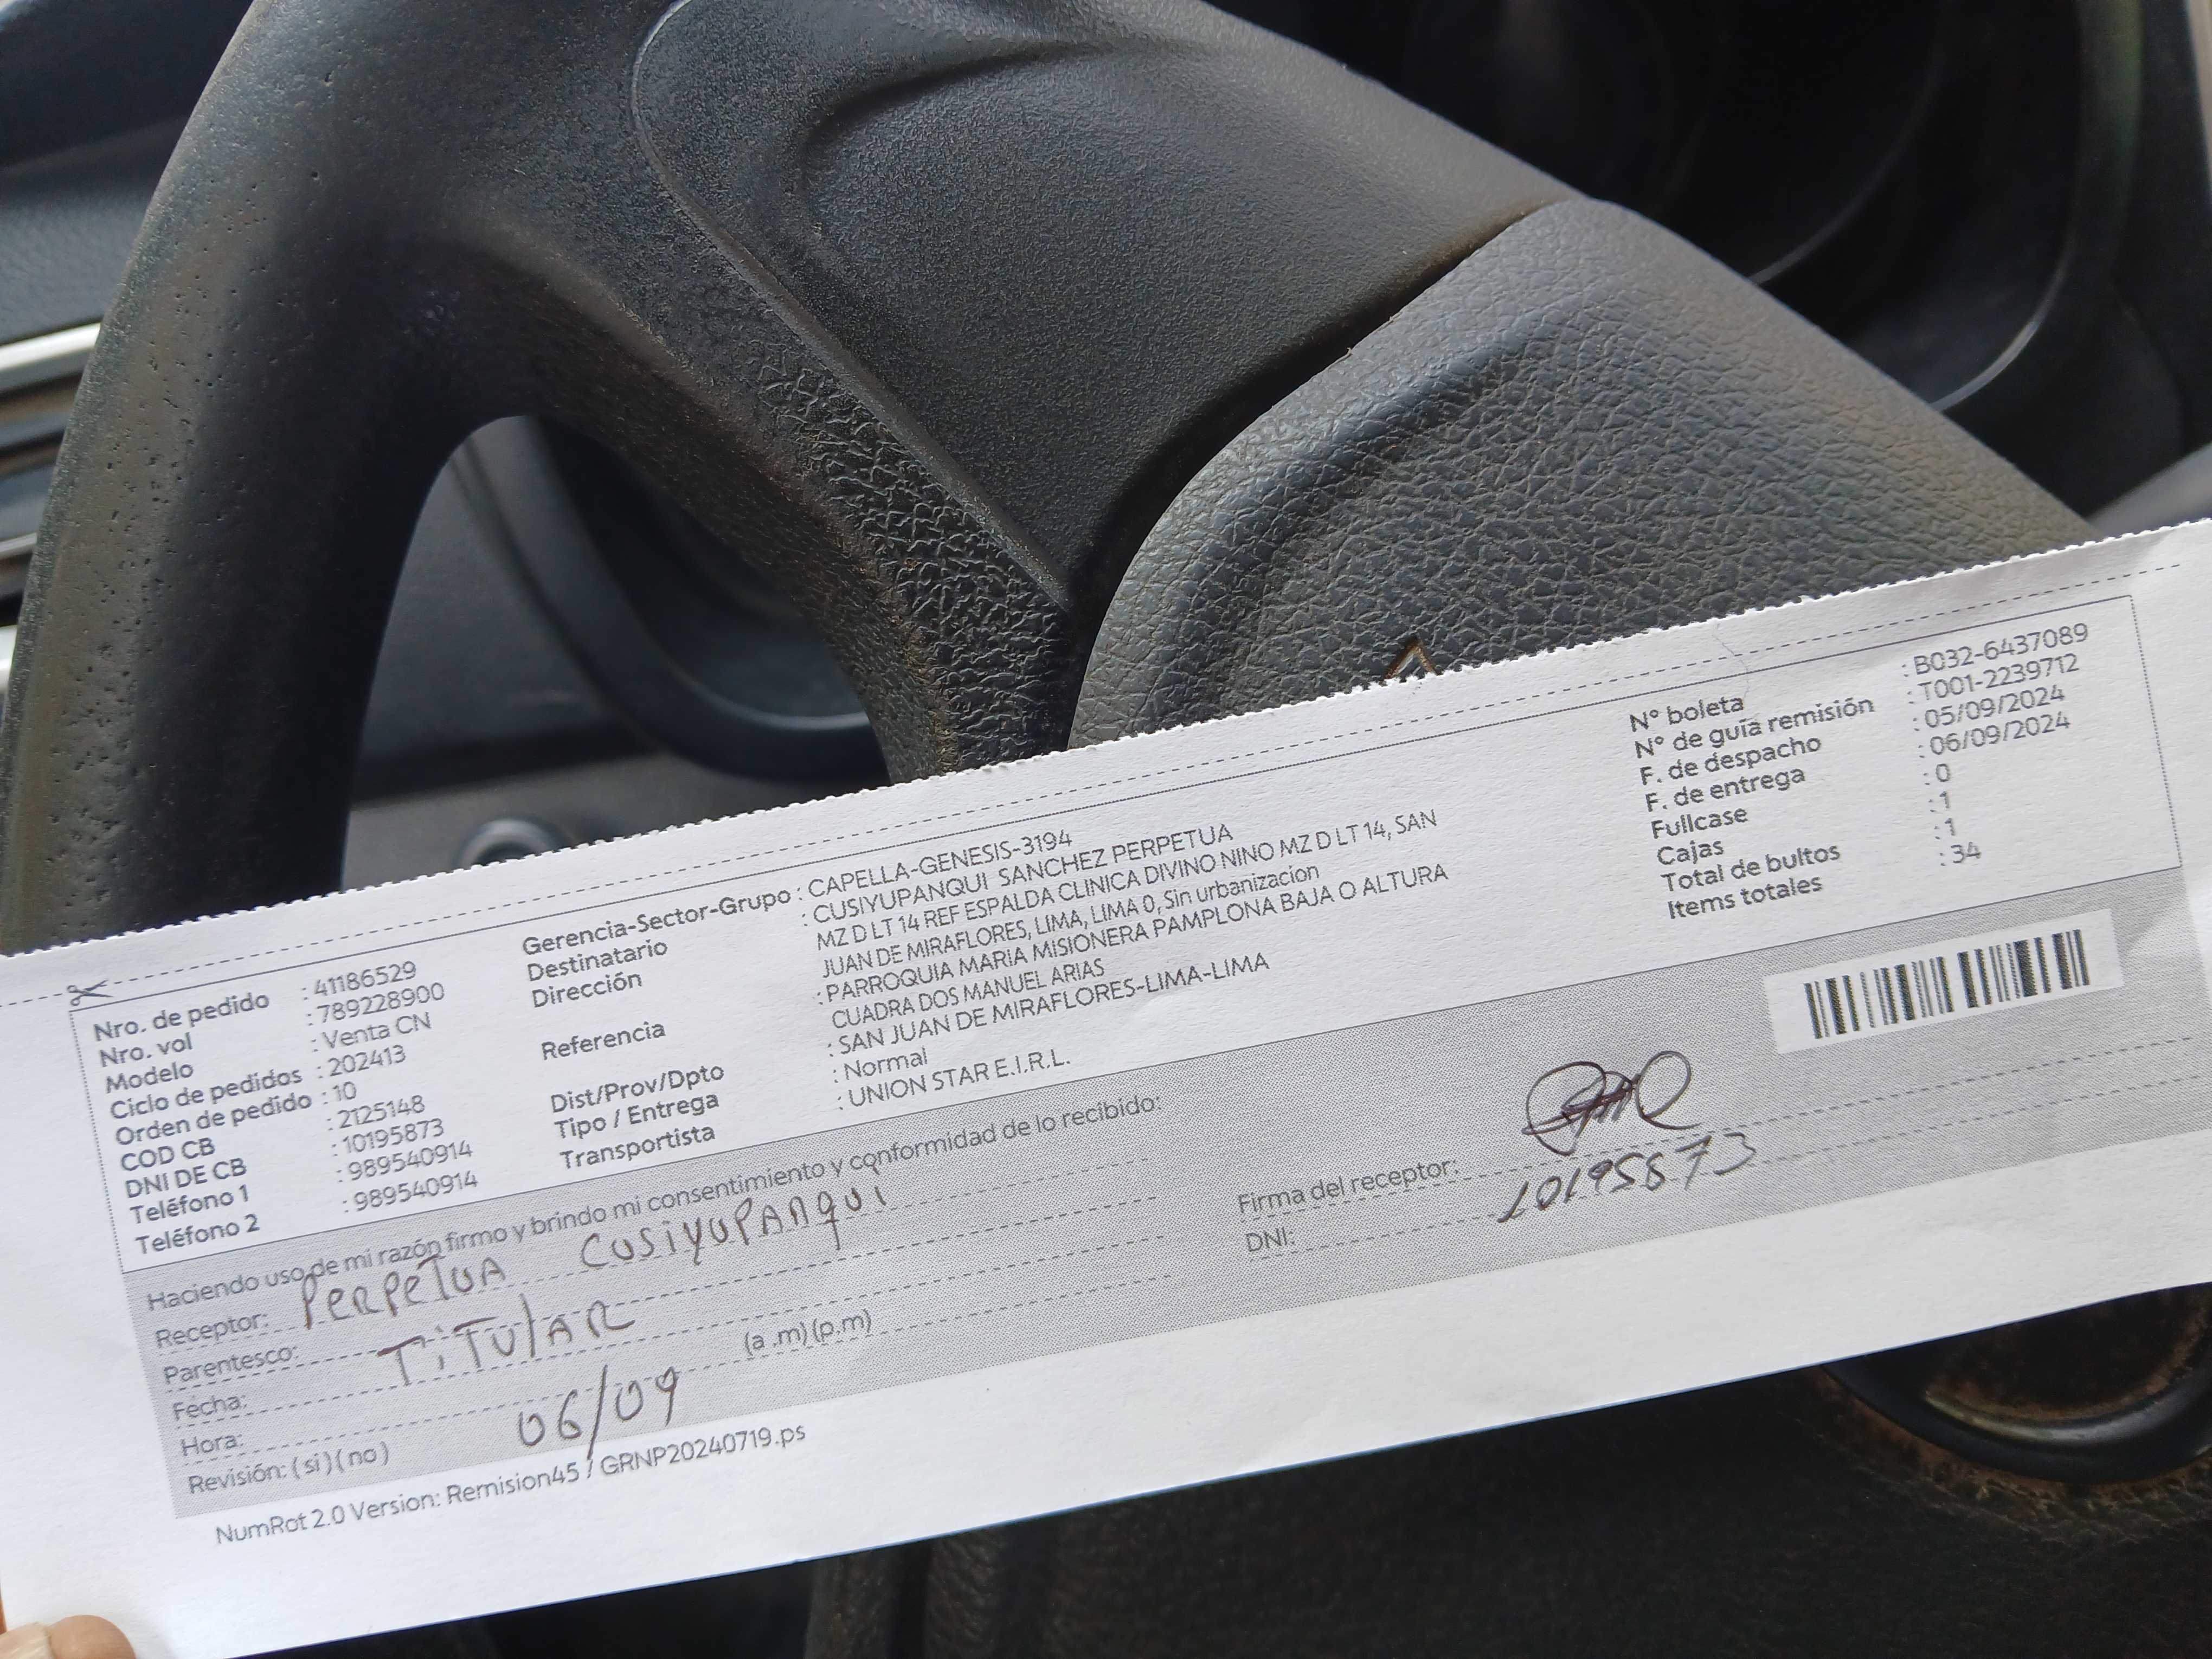 Nro. de pedido : 41186529
Nro. vol : 789228900
Modelo : Venta CN
Ciclo de pedidos : 202413
Orden de pedido : 10
COD CB : 2125148
DNI DE CB : 10195873
Teléfono 1 : 989540914
Teléfono 2 : 989540914
Gerencia-Sector-Grupo : CAPELLA-GENESIS-3194
Destinatario : CUSIYUPANQUI SANCHEZ PERPETUA
Dirección MZ D LT 14 REF ESPALDA CLINICA DIVINO NINO MZ D LT 14, SAN
JUAN DE MIRAFLORES, LIMA, LIMA 0, Sin urbanizacion
Referencia : PARROQUIA MARIA MISIONERA PAMPLONA BAJA O ALTURA
CUADRA DOS MANUEL ARIAS
Dist/Prov/Dpto : SAN JUAN DE MIRAFLORES-LIMA-LIMA
Tipo / Entrega : Normal
Transportista : UNION STAR E.I.R.L.
N° boleta : B032-6437089
N° de guía remisión : T001-2239712
F. de despacho : 05/09/2024
F. de entrega : 06/09/2024
Fullcase : 0
Cajas : 1
Total de bultos : 1
Items totales : 34
Haciendo uso de mi razón firmo y brindo mi consentimiento y conformidad de lo recibido:
Receptor: PERPETUA CUSIYUPANQUI
Parentesco: TITULAR
Fecha:
Hora: 06/09 (a .m) (p.m)
Revisión: ( si ) ( no )
Firma del receptor:
DNI: 10195873
NumRot 2.0 Version: Remision45 / GRNP20240719.ps